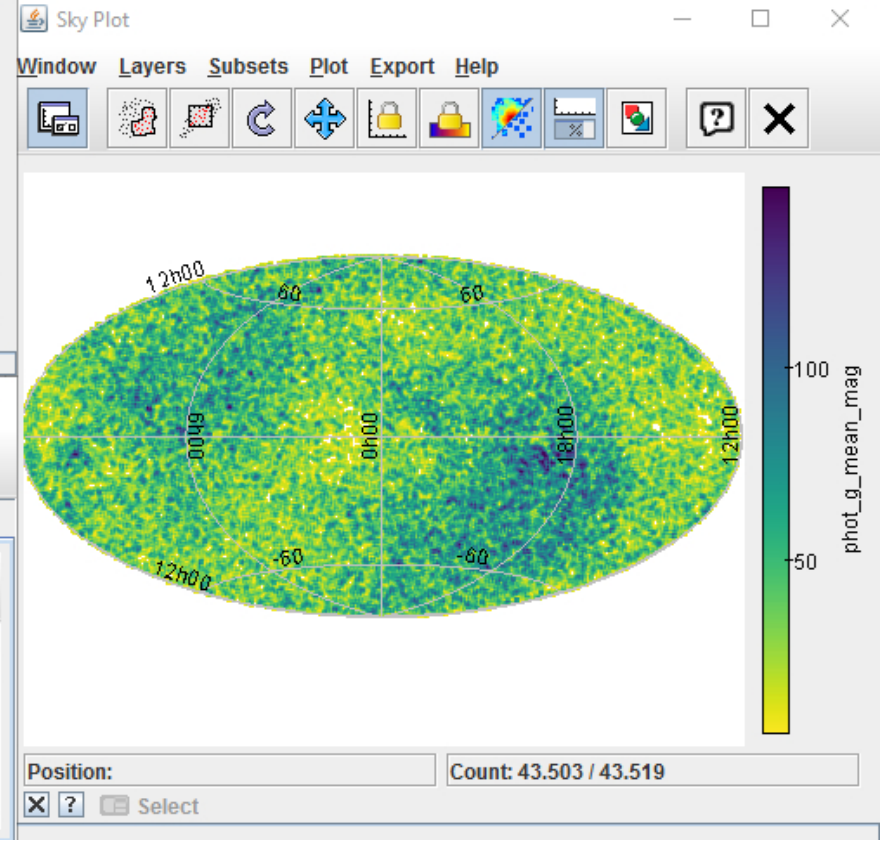 Sky Plot
Window Layers Subsets Plot Export Help
%
?
12h00
60 60
100
6h00 0h00 18h00 12h00
phot_g_mean_mag
-60 -60
50
12h00
Position: Count: 43.503 / 43.519
? Select